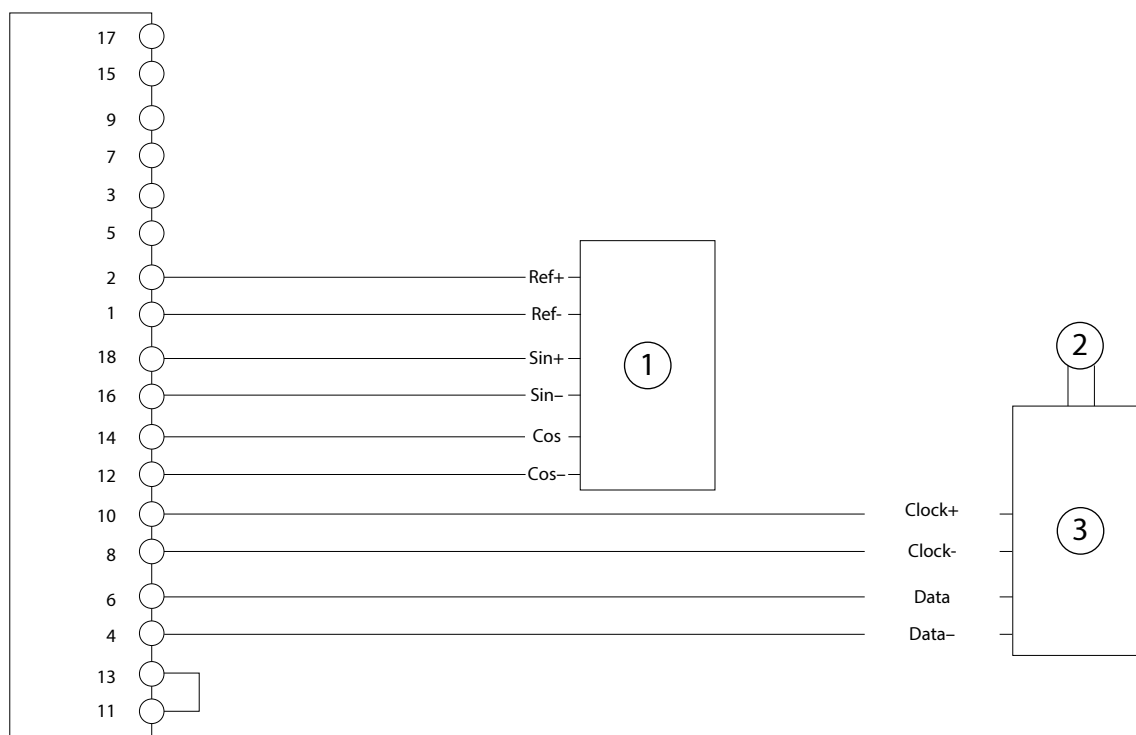 17
15
9
7
3
5
2 Ref+
1 Ref-
18 Sin+
16 Sin–
14 Cos
12 Cos–
1
2
10 Clock+
8 Clock-
6 Data
4 Data–
3
13
11